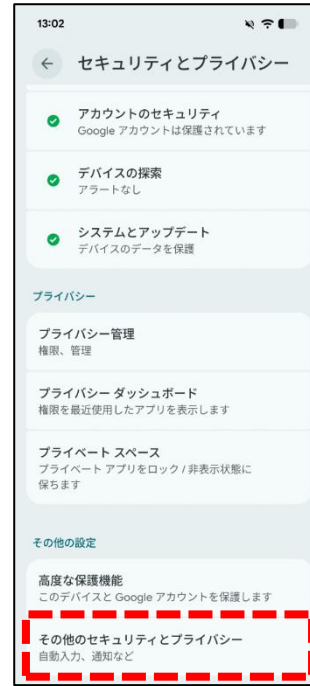 13:02
セキュリティとプライバシー
アカウントのセキュリティ
Google アカウントは保護されています
デバイスの探索
アラートなし
システムとアップデート
デバイスのデータを保護
プライバシー
プライバシー管理
権限、管理
プライバシー ダッシュボード
権限を最近使用したアプリを表示します
プライベート スペース
プライベート アプリをロック / 非表示状態に
保ちます
その他の設定
高度な保護機能
このデバイスと Google アカウントを保護します
その他のセキュリティとプライバシー
自動入力、通知など